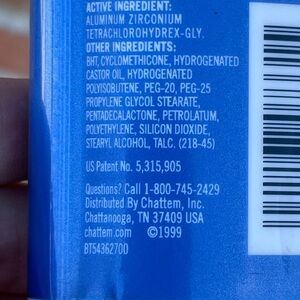 ACTIVE INGREDIENT:
ALUMINUM ZIRCONIUM
TETRACHLOROHYDREX-GLY.
OTHER INGREDIENTS:
BHT, CYCLOMETHICONE, HYDROGENATED
CASTOR OIL, HYDROGENATED
POLYISOBUTENE, PEG-20, PEG-25
PROPYLENE GLYCOL STEARATE,
PENTADECALACTONE, PETROLATUM,
POLYETHYLENE, SILICON DIOXIDE,
STEARYL ALCOHOL, TALC. (218-45)
US Patent No. 5,315,905
Questions? Call 1-800-745-2429
Distributed By Chattem, Inc.
Chattanooga, TN 37409 USA
chattem.com ©1999
BT54362700